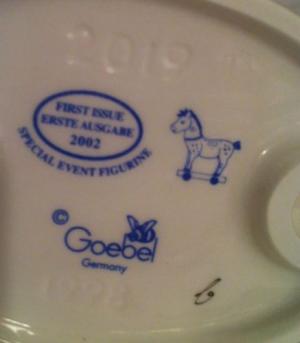 2019
FIRST ISSUE
ERSTE AUSGABE
2002
SPECIAL EVENT FIGURINE
© Goebel
Germany